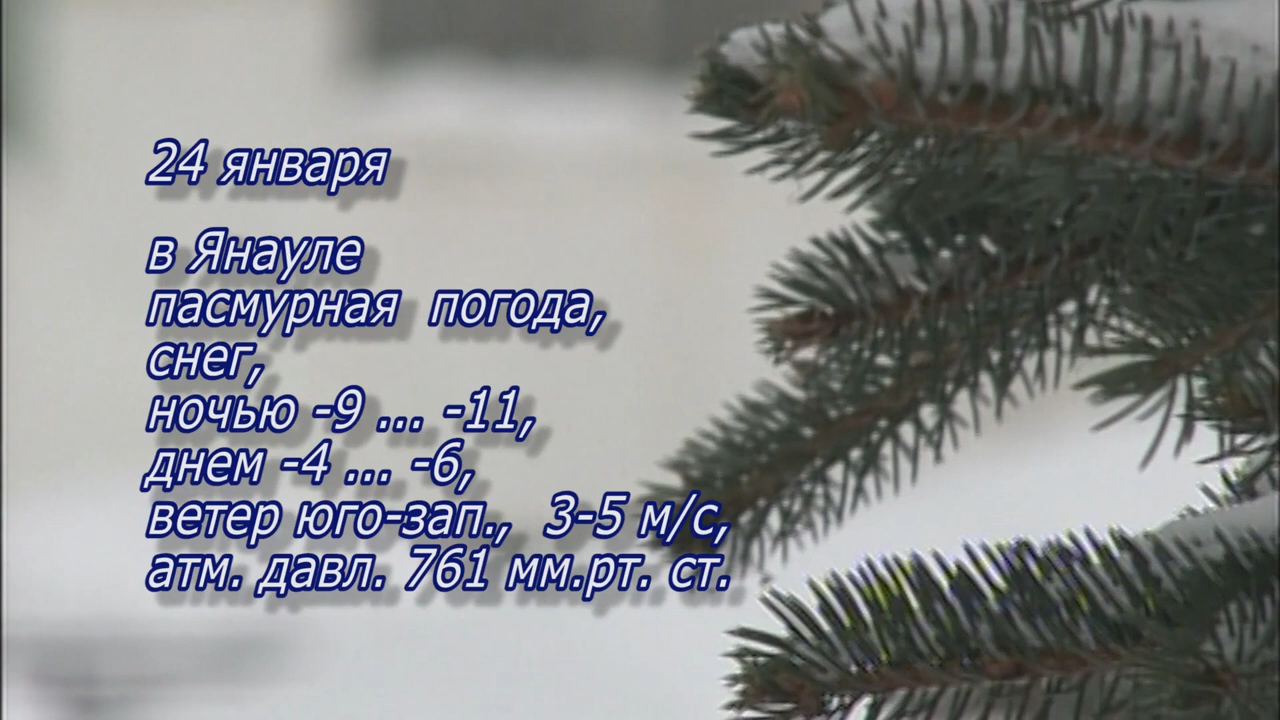 24 января
в Янауле
пасмурная погода,
снег,
ночью -9 ... -11,
днем -4 ... -6,
ветер юго-зап., 3-5 м/с,
атм. давл. 761 мм.рт. ст.